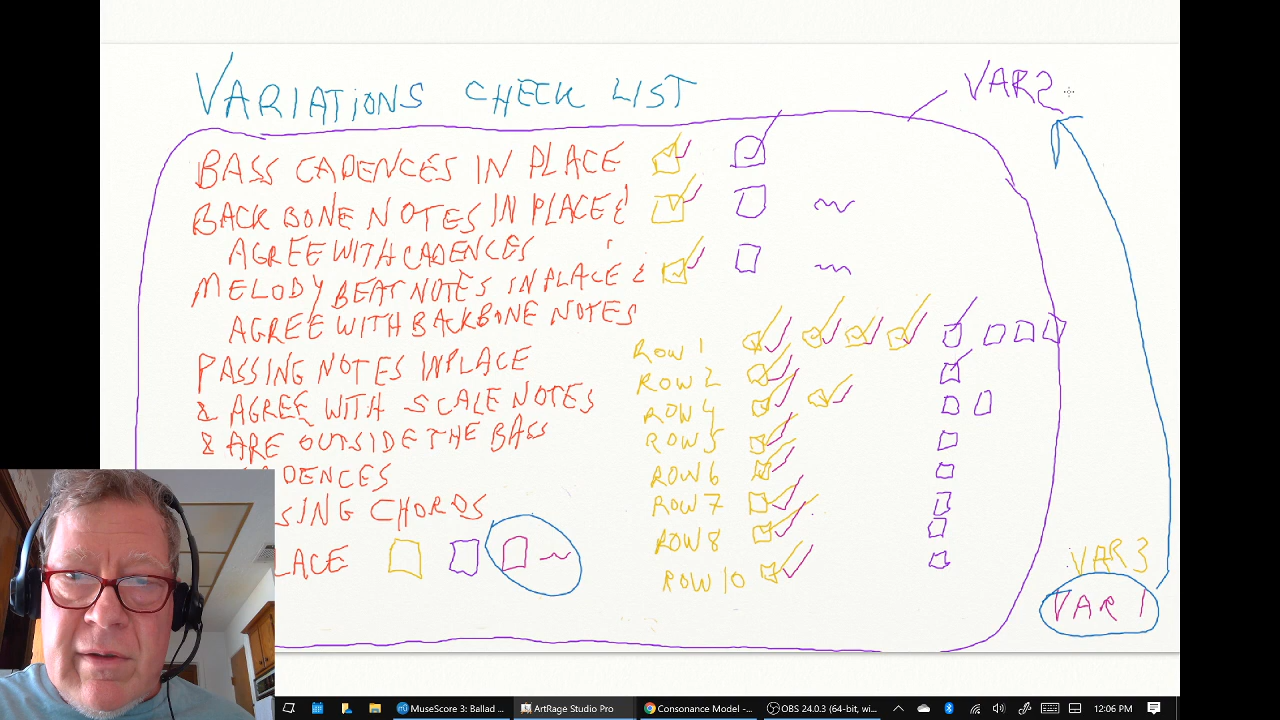 VARIATIONS CHECK LIST
VAR2
BASS CADENCES IN PLACE
BACK BONE NOTES IN PLACE &
AGREE WITH CADENCES
MELODY BEAT NOTES IN PLACE &
AGREE WITH BACKBONE NOTES
ROW 1
PASSING NOTES IN PLACE
ROW 2
& AGREE WITH SCALE NOTES
ROW 4
& ARE OUTSIDE THE BASS
ROW 5
DENCES
ROW 6
SING CHORDS
ROW 7
ROW 8
LACE
ROW 10
VAR 3
VAR 1
MuseScore 3: Ballad ...
ArtRage Studio Pro
Consonance Model -...
OBS 24.0.3 (64-bit, wi...
12:06 PM